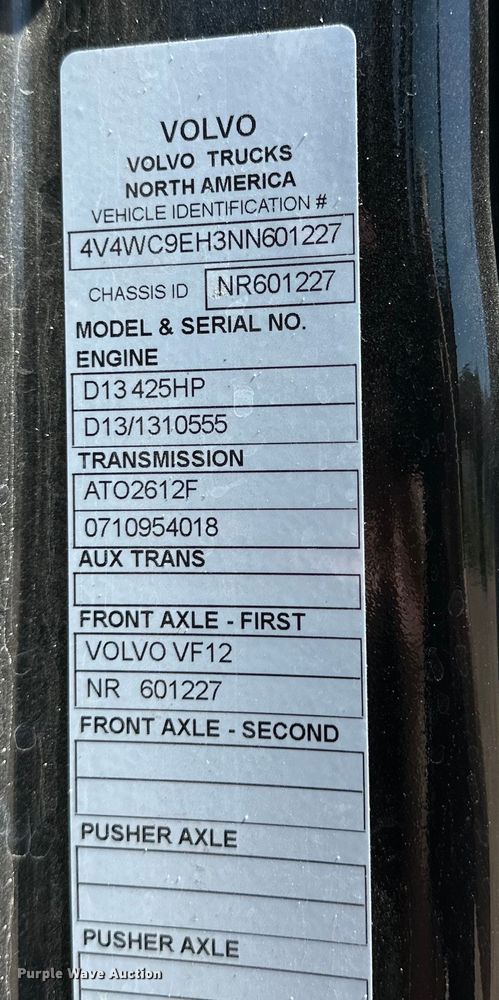 VOLVO
VOLVO TRUCKS
NORTH AMERICA
VEHICLE IDENTIFICATION #
4V4WC9EH3NN601227
CHASSIS ID NR601227
MODEL & SERIAL NO.
ENGINE
D13 425HP
D13/1310555
TRANSMISSION
ATO2612F
0710954018
AUX TRANS
FRONT AXLE - FIRST
VOLVO VF12
NR 601227
FRONT AXLE - SECOND
PUSHER AXLE
PUSHER AXLE
Purple Wave Auction